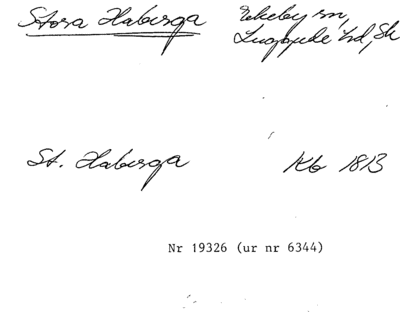 Stora Haberga Ekeby sn,
Luggude hd, Sk
St. Haberga Kb 1813
Nr 19326 (ur nr 6344)